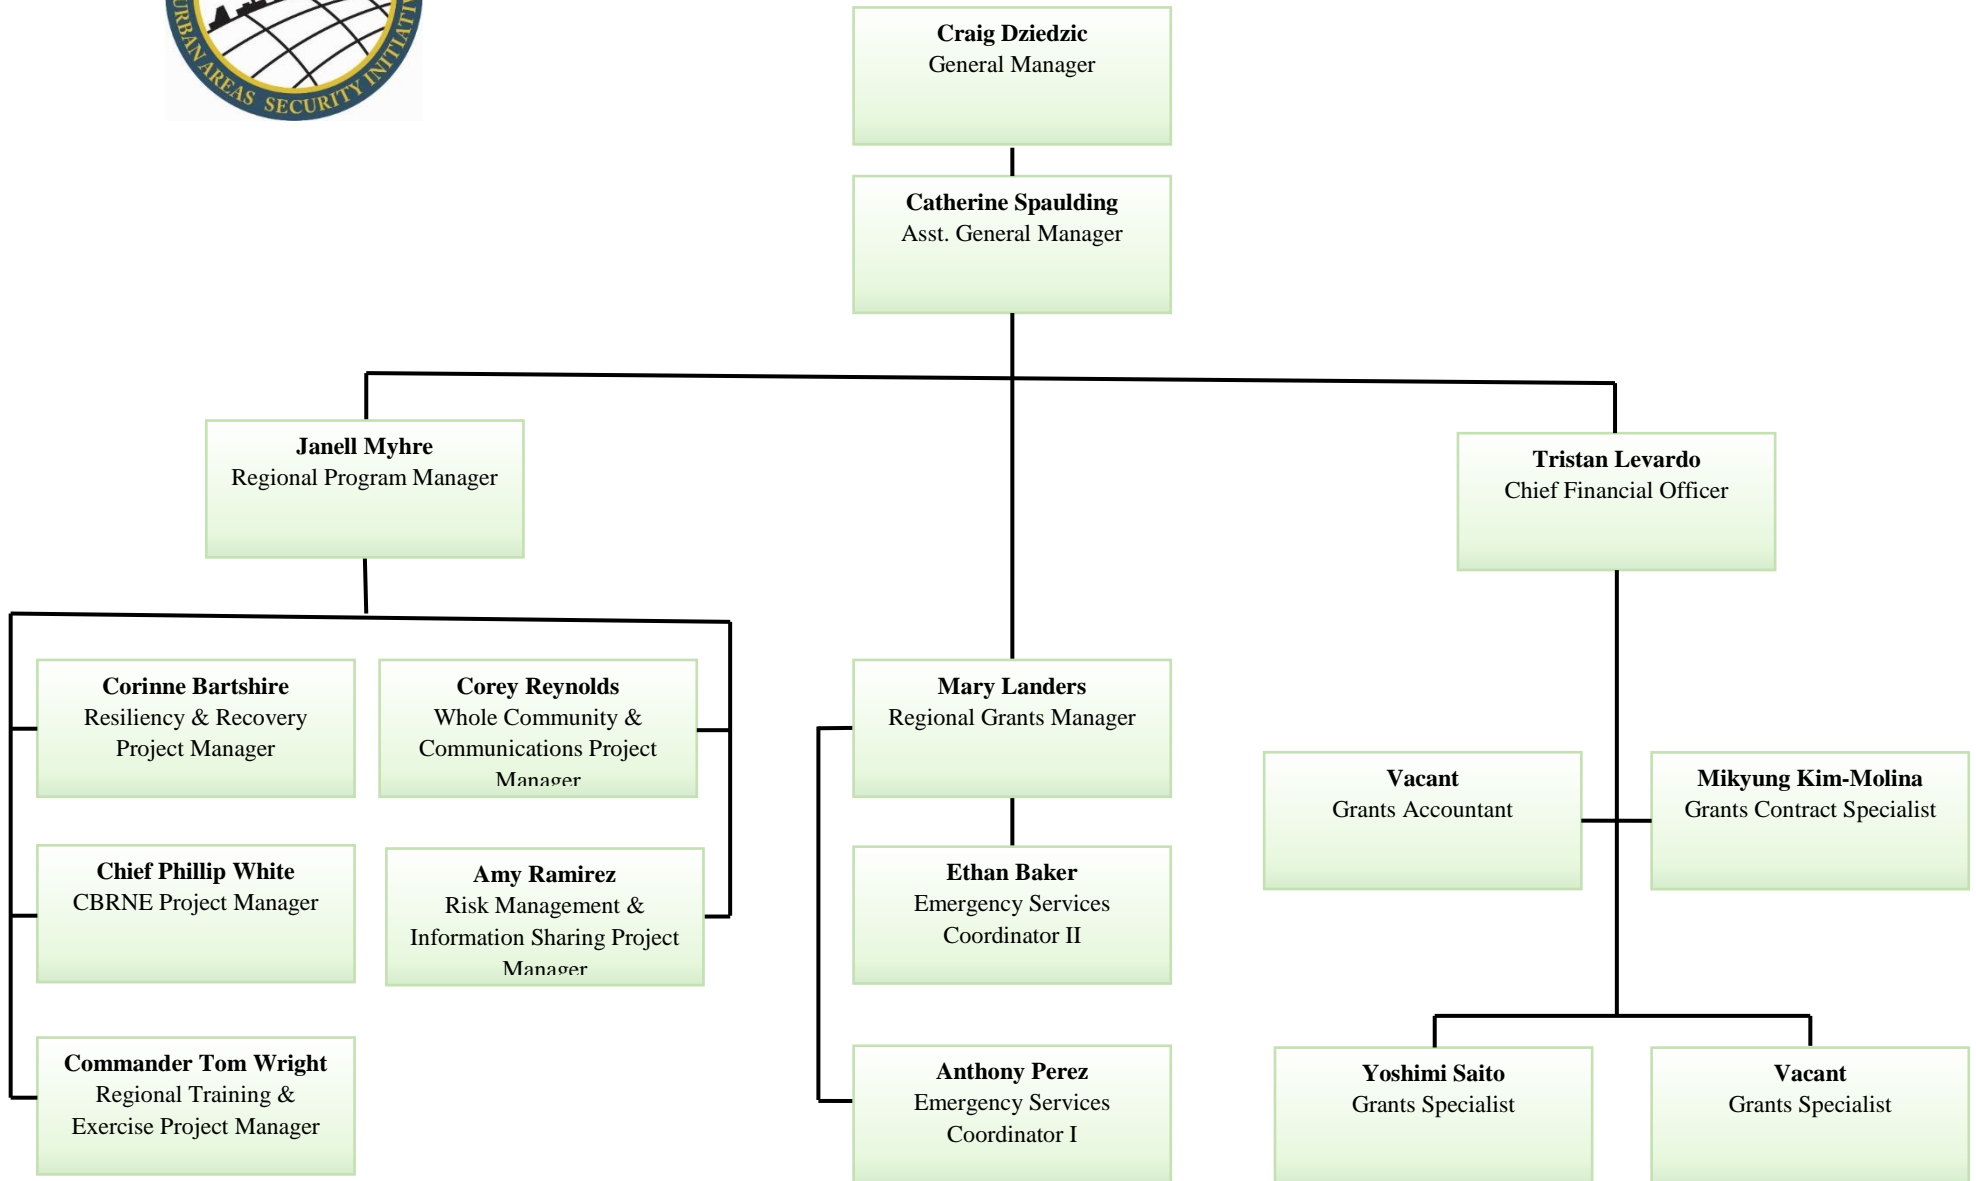 URBAN AREAS SECURITY INITIATIV
Craig Dziedzic
General Manager
Catherine Spaulding
Asst. General Manager
Janell Myhre
Regional Program Manager
Tristan Levardo
Chief Financial Officer
Corinne Bartshire
Resiliency & Recovery
Project Manager
Corey Reynolds
Whole Community &
Communications Project
Manager
Mary Landers
Regional Grants Manager
Vacant
Grants Accountant
Mikyung Kim-Molina
Grants Contract Specialist
Chief Phillip White
CBRNE Project Manager
Amy Ramirez
Risk Management &
Information Sharing Project
Manager
Ethan Baker
Emergency Services
Coordinator II
Commander Tom Wright
Regional Training &
Exercise Project Manager
Anthony Perez
Emergency Services
Coordinator I
Yoshimi Saito
Grants Specialist
Vacant
Grants Specialist